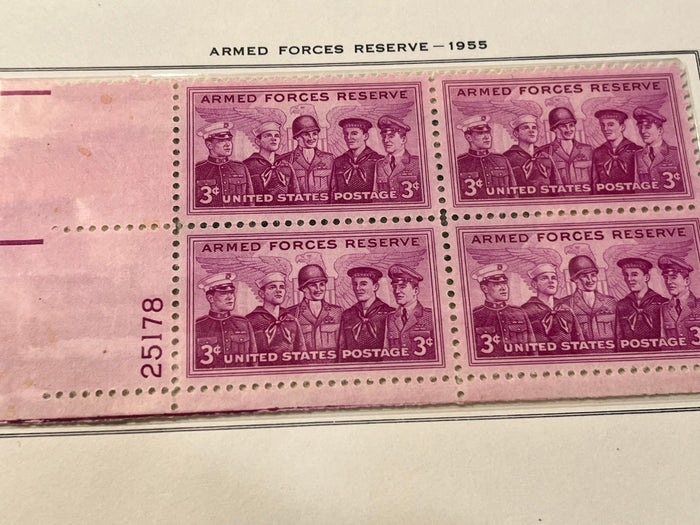 ARMED FORCES RESERVE — 1955
ARMED FORCES RESERVE
3¢ UNITED STATES POSTAGE 3¢
ARMED FORCES RESERVE
3¢ UNITED STATES POSTAGE 3¢
ARMED FORCES RESERVE
3¢ UNITED STATES POSTAGE 3¢
ARMED FORCES RESERVE
3¢ UNITED STATES POSTAGE 3¢
25178